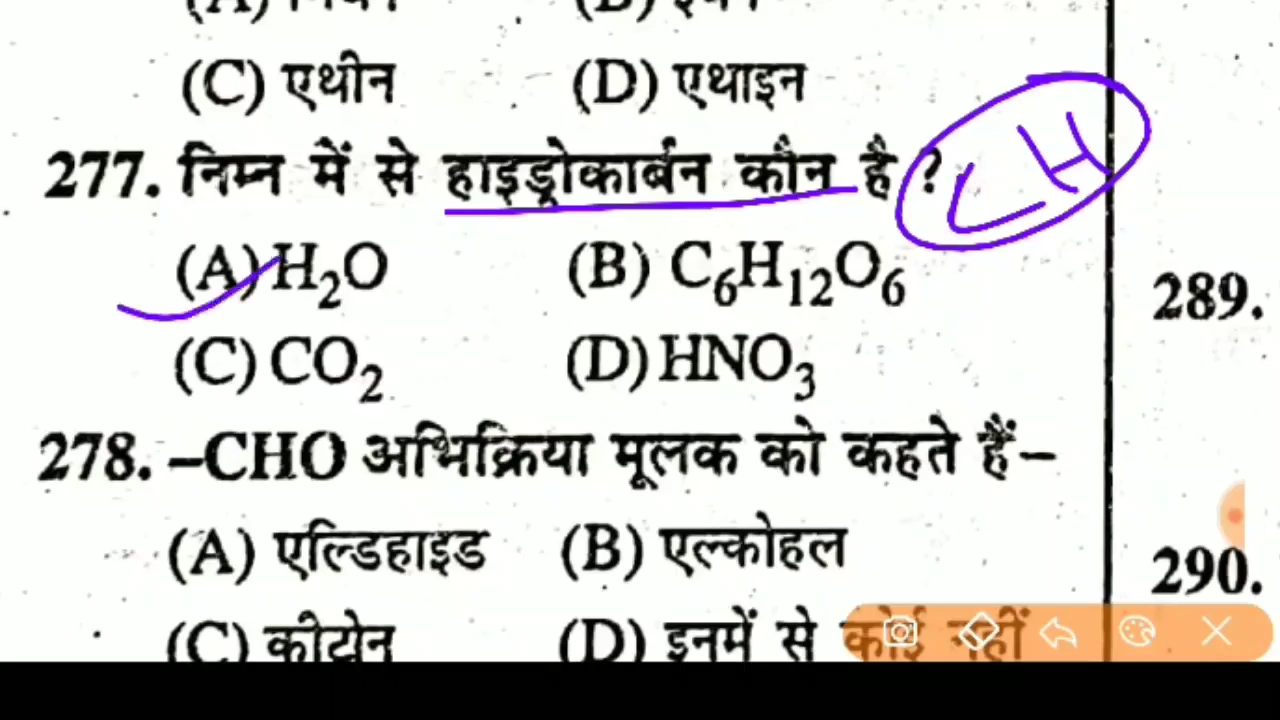 (C) एथीन (D) एथाइन
277. निम्न में से हाइड्रोकार्बन कौन है ?
CH
(A) H₂O (B) C₆H₁₂O₆
(C) CO₂ (D) HNO₃
278. –CHO अभिक्रिया मूलक को कहते हैं–
(A) एल्डिहाइड (B) एल्कोहल
(C) कीटोन (D) इनमें से कोई नहीं
289.
290.